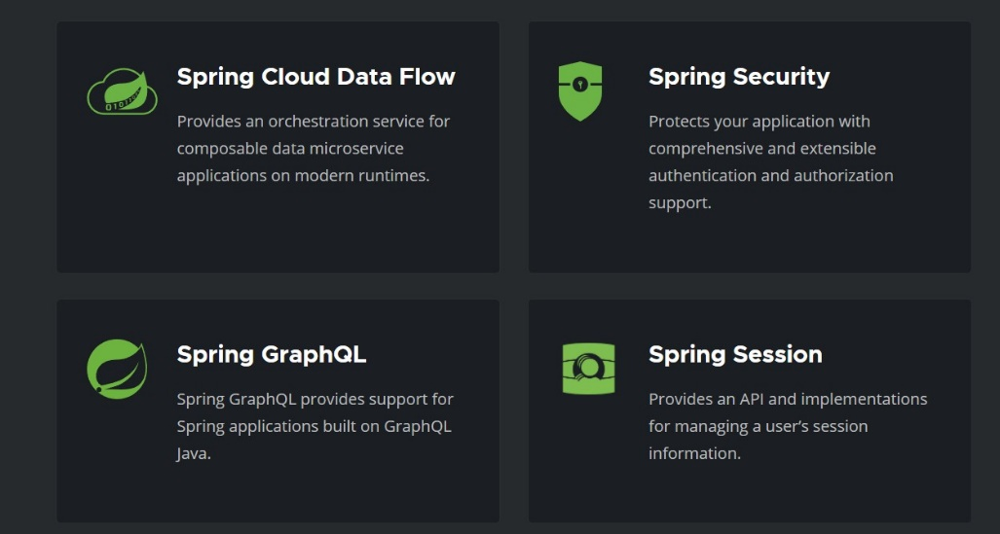 Spring Cloud Data Flow
Provides an orchestration service for
composable data microservice
applications on modern runtimes.
Spring Security
Protects your application with
comprehensive and extensible
authentication and authorization
support.
Spring GraphQL
Spring GraphQL provides support for
Spring applications built on GraphQL
Java.
Spring Session
Provides an API and implementations
for managing a user’s session
information.